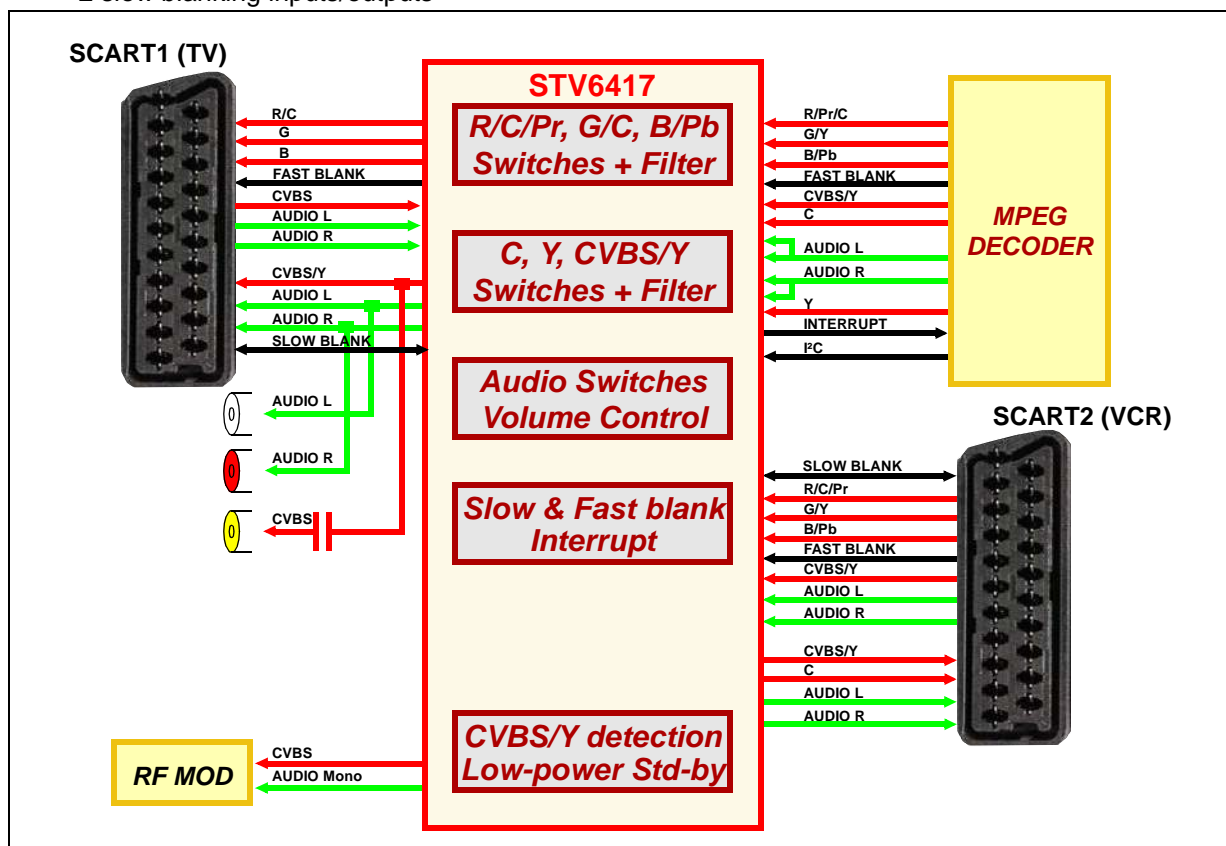 2 slow blanking inputs/outputs
SCART1 (TV)
R/C
G
B
FAST BLANK
CVBS
AUDIO L
AUDIO R
CVBS/Y
AUDIO L
AUDIO R
SLOW BLANK
AUDIO L
AUDIO R
CVBS
STV6417
R/C/Pr, G/C, B/Pb
Switches + Filter
C, Y, CVBS/Y
Switches + Filter
Audio Switches
Volume Control
Slow & Fast blank
Interrupt
CVBS/Y detection
Low-power Std-by
R/Pr/C
G/Y
B/Pb
FAST BLANK
CVBS/Y
C
AUDIO L
AUDIO R
Y
INTERRUPT
I²C
MPEG
DECODER
SCART2 (VCR)
SLOW BLANK
R/C/Pr
G/Y
B/Pb
FAST BLANK
CVBS/Y
AUDIO L
AUDIO R
CVBS/Y
C
AUDIO L
AUDIO R
RF MOD
CVBS
AUDIO Mono